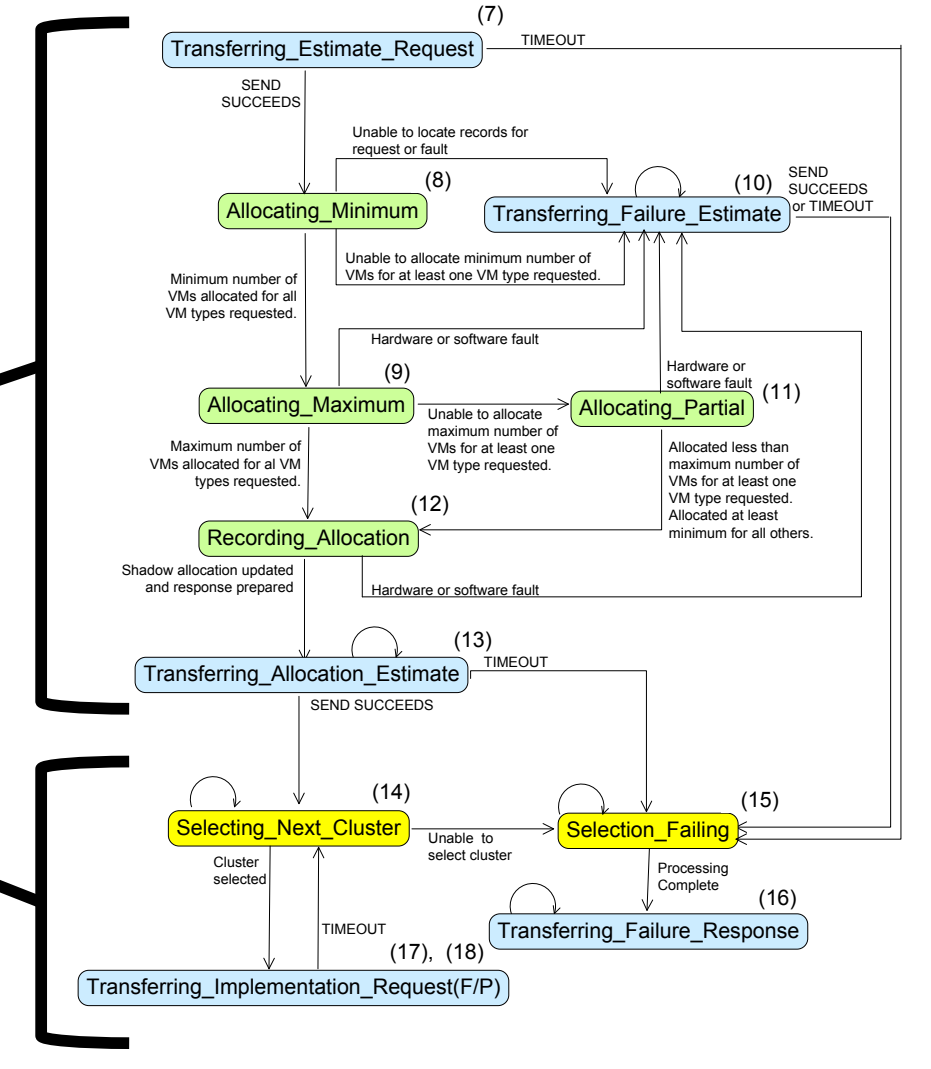 (7)
Transferring_Estimate_Request
TIMEOUT
SEND
SUCCEEDS
Unable to locate records for
request or fault
(8)
Allocating_Minimum
(10)
Transferring_Failure_Estimate
SEND
SUCCEEDS
or TIMEOUT
Unable to allocate minimum number of
VMs for at least one VM type requested.
Minimum number of
VMs allocated for all
VM types requested.
Hardware or software fault
(9)
Allocating_Maximum
Hardware or
software fault
(11)
Allocating_Partial
Unable to allocate
maximum number of
VMs for at least one
VM type requested.
Maximum number of
VMs allocated for al VM
types requested.
Allocated less than
maximum number of
VMs for at least one
VM type requested.
Allocated at least
minimum for all others.
(12)
Recording_Allocation
Shadow allocation updated
and response prepared
Hardware or software fault
(13)
Transferring_Allocation_Estimate
TIMEOUT
SEND SUCCEEDS
(14)
Selecting_Next_Cluster
Unable to
select cluster
(15)
Selection_Failing
Cluster
selected
TIMEOUT
Processing
Complete
(16)
Transferring_Failure_Response
(17), (18)
Transferring_Implementation_Request(F/P)